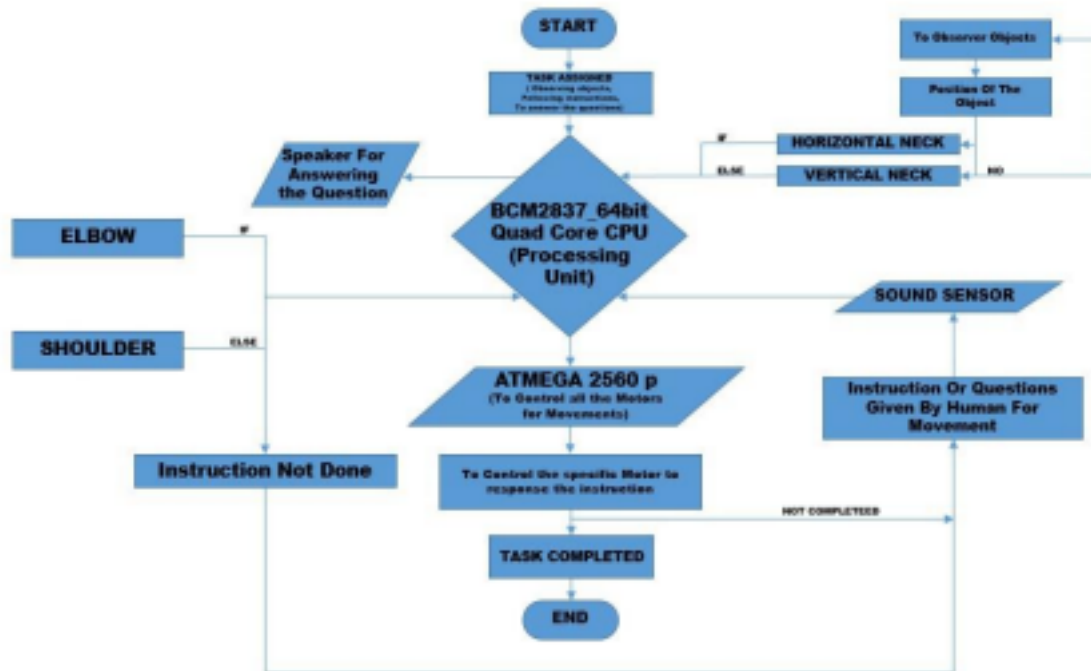 START
To Observer Objects
TASK ASSIGNED
( Observing objects,
Following instructions,
To answer the questions)
Position Of The
Object
IF
HORIZONTAL NECK
Speaker For
Answering
the Question
ELSE
VERTICAL NECK
NO
BCM2837_64bit
Quad Core CPU
(Processing
Unit)
ELBOW
IF
SOUND SENSOR
SHOULDER
ELSE
ATMEGA 2560 p
(To Control all the Motors
for Movements)
Instruction Or Questions
Given By Human For
Movement
Instruction Not Done
To Control the specific Motor to
response the instruction
NOT COMPLETEED
TASK COMPLETED
END